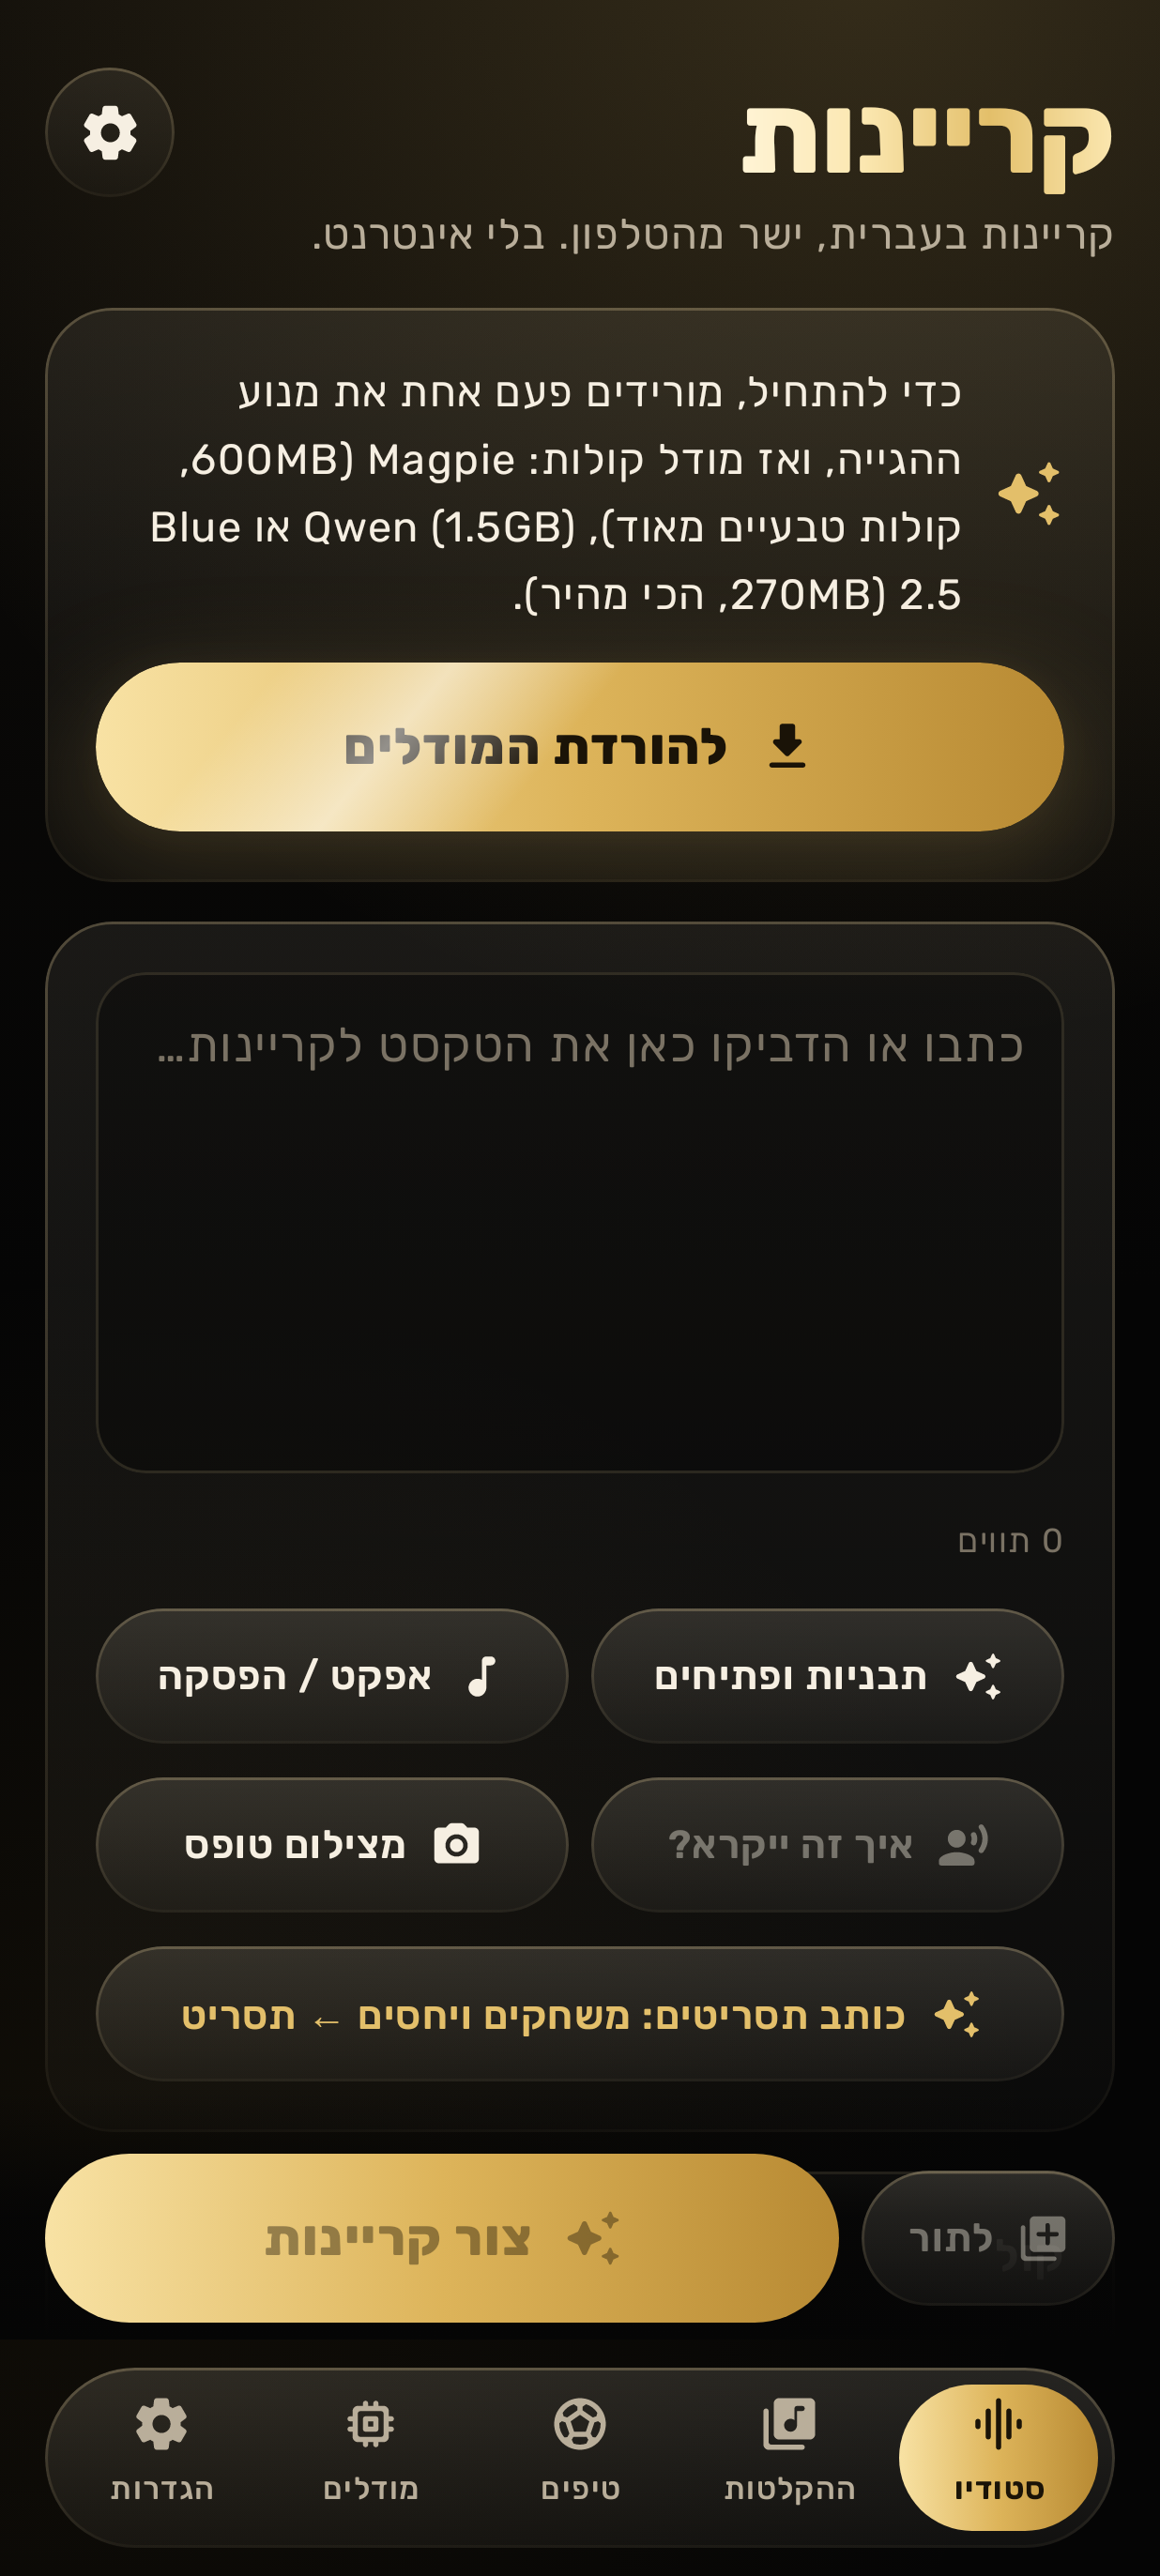 קריינות
קריינות בעברית, ישר מהטלפון. בלי אינטרנט.
כדי להתחיל, מורידים פעם אחת את מנוע
ההגייה, ואז מודל קולות: Magpie (600MB,
קולות טבעיים מאוד), Qwen (1.5GB) או Blue
2.5 (270MB, הכי מהיר).
להורדת המודלים
כתבו או הדביקו כאן את הטקסט לקריינות...
0 תווים
תבניות ופתיחים
אפקט / הפסקה
איך זה ייקרא?
מצילום טופס
כותב תסריטים: משחקים ויחסים ← תסריט
קול
לתור
צור קריינות
סטודיו
ההקלטות
טיפים
מודלים
הגדרות